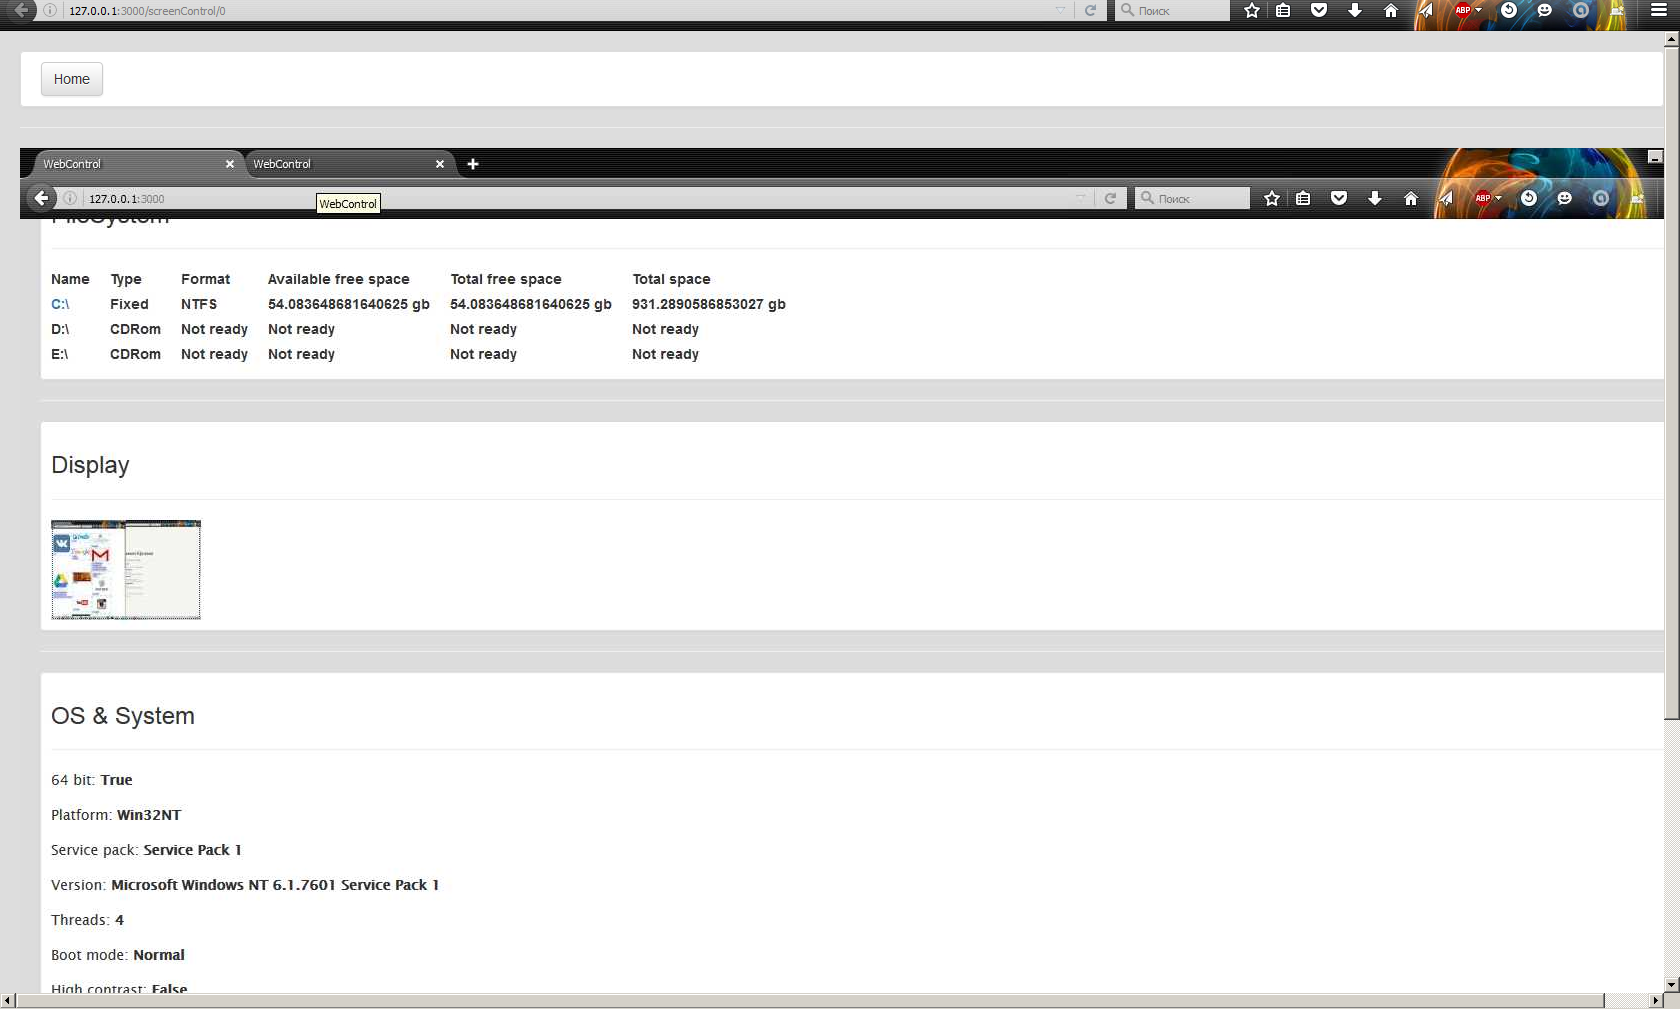 127.0.0.1:3000/screenControl/0
Поиск
ABP
Home
WebControl
WebControl
127.0.0.1:3000
WebControl
Поиск
ABP
FileSystem
Name Type Format Available free space Total free space Total space
C:\ Fixed NTFS 54.083648681640625 gb 54.083648681640625 gb 931.2890586853027 gb
D:\ CDRom Not ready Not ready Not ready Not ready
E:\ CDRom Not ready Not ready Not ready Not ready
Display
OS & System
64 bit: True
Platform: Win32NT
Service pack: Service Pack 1
Version: Microsoft Windows NT 6.1.7601 Service Pack 1
Threads: 4
Boot mode: Normal
High contrast: False